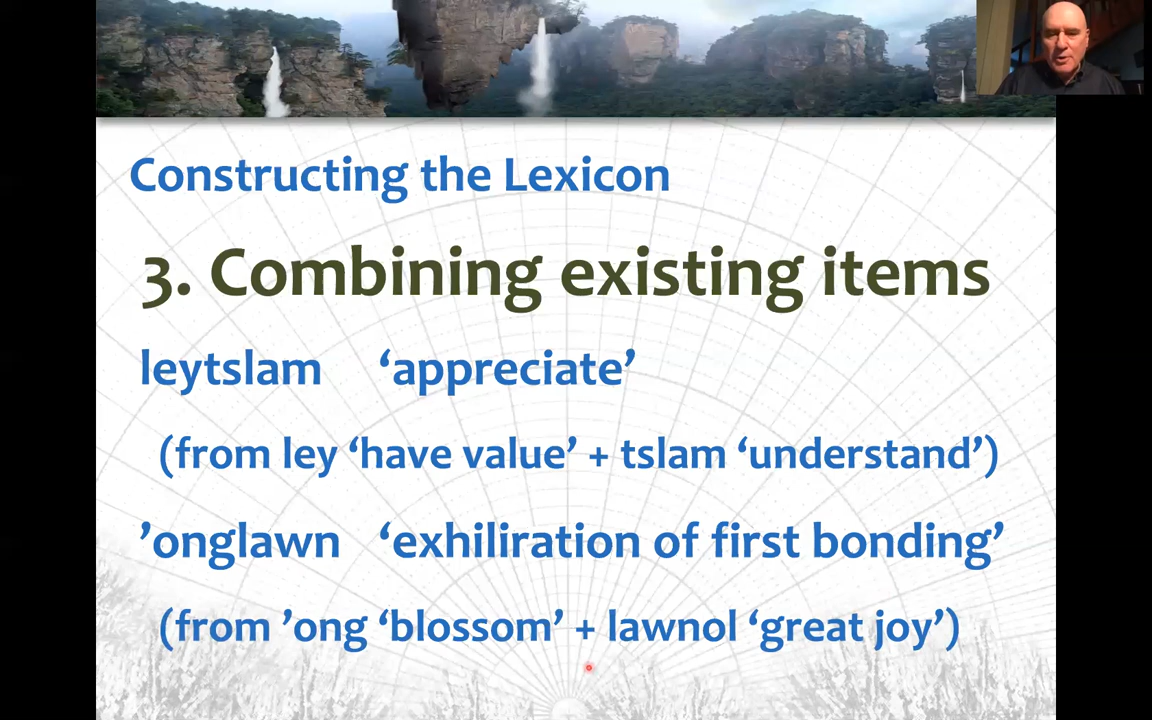 Constructing the Lexicon
3. Combining existing items
leytslam ‘appreciate’
(from ley ‘have value’ + tslam ‘understand’)
’onglawn ‘exhiliration of first bonding’
(from ’ong ‘blossom’ + lawnol ‘great joy’)